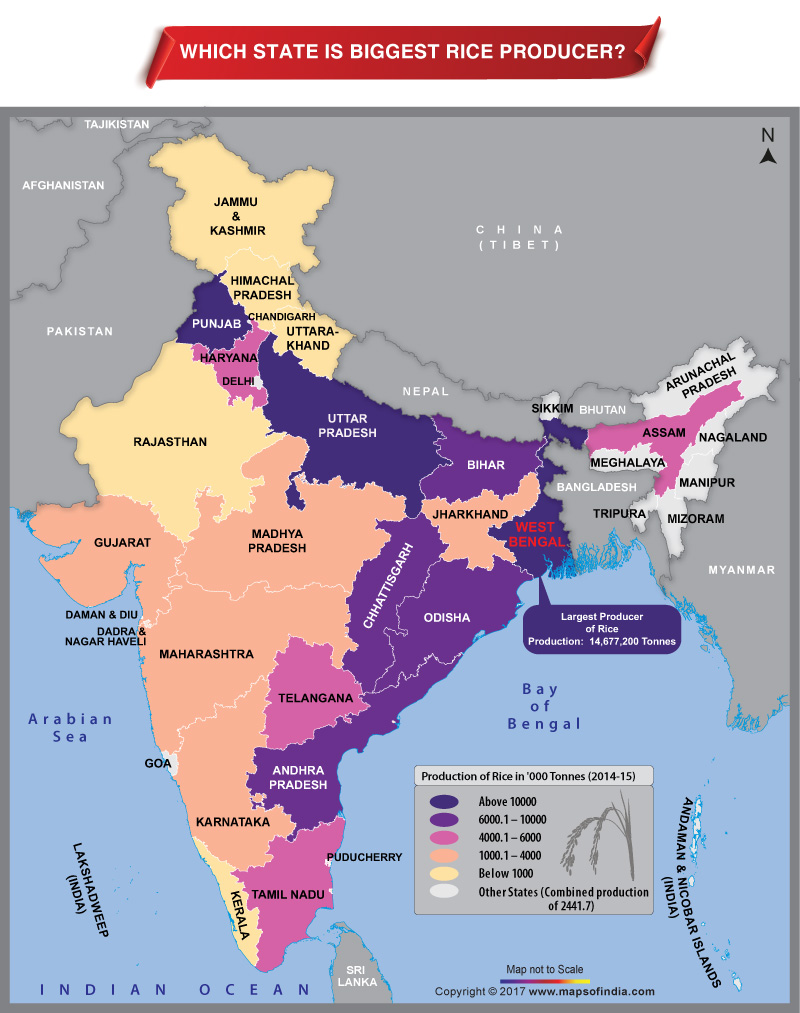 WHICH STATE IS BIGGEST RICE PRODUCER?
TAJIKISTAN
N
AFGHANISTAN
JAMMU
&
KASHMIR
C H I N A
(TIBET)
HIMACHAL
PRADESH
PAKISTAN
PUNJAB
CHANDIGARH
UTTARA-
KHAND
HARYANA
DELHI
NEPAL
ARUNACHAL
PRADESH
SIKKIM
BHUTAN
RAJASTHAN
UTTAR
PRADESH
ASSAM
NAGALAND
BIHAR
MEGHALAYA
MANIPUR
BANGLADESH
JHARKHAND
TRIPURA
MIZORAM
WEST
BENGAL
GUJARAT
MADHYA
PRADESH
MYANMAR
CHHATTISGARH
DAMAN & DIU
DADRA &
NAGAR HAVELI
ODISHA
Largest Producer
of Rice
Production: 14,677,200 Tonnes
MAHARASHTRA
TELANGANA
Arabian
Sea
Bay
of
Bengal
GOA
ANDHRA
PRADESH
KARNATAKA
Production of Rice in '000 Tonnes (2014-15)
Above 10000
6000.1 – 10000
4000.1 – 6000
1000.1 – 4000
Below 1000
Other States (Combined production
of 2441.7)
PUDUCHERRY
LAKSHADWEEP
(INDIA)
KERALA
TAMIL NADU
ANDAMAN & NICOBAR ISLANDS
(INDIA)
SRI
LANKA
INDIAN OCEAN
Map not to Scale
Copyright © 2017 www.mapsofindia.com